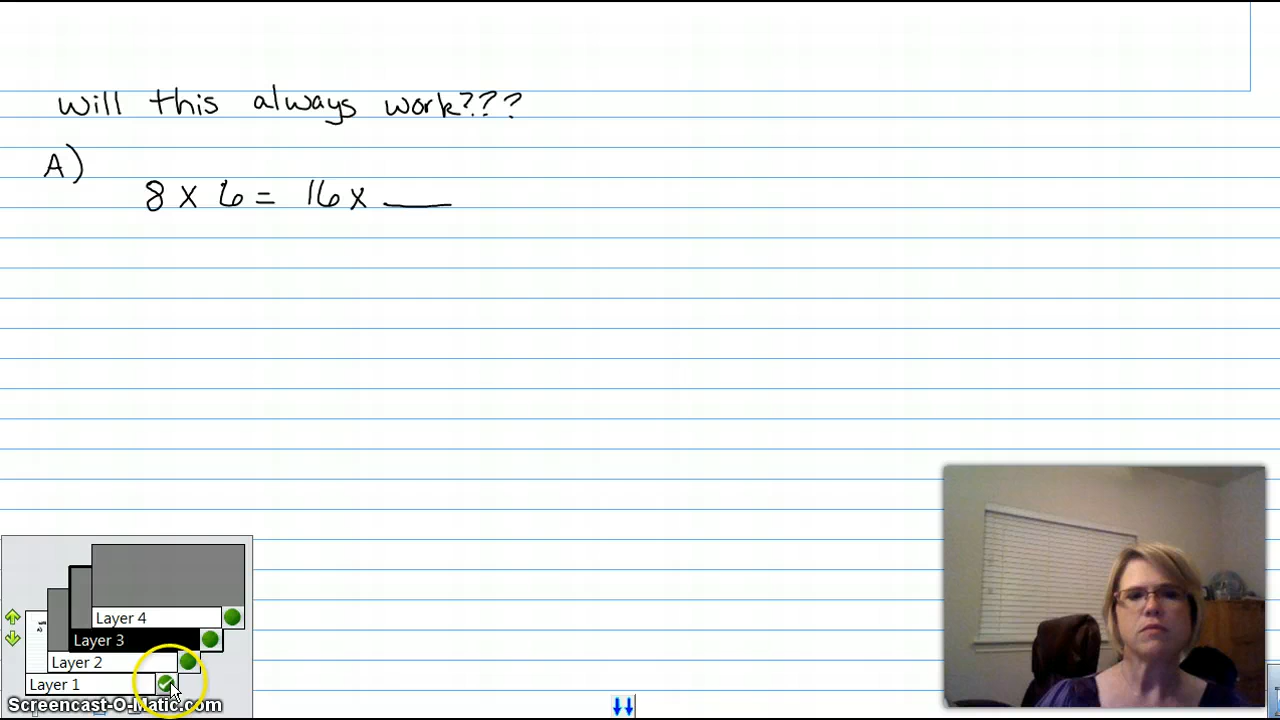 will this always work???
A)
8 x 6 = 16 x ___
Layer 4
Layer 3
Layer 2
Layer 1
Screencast-O-Matic.com